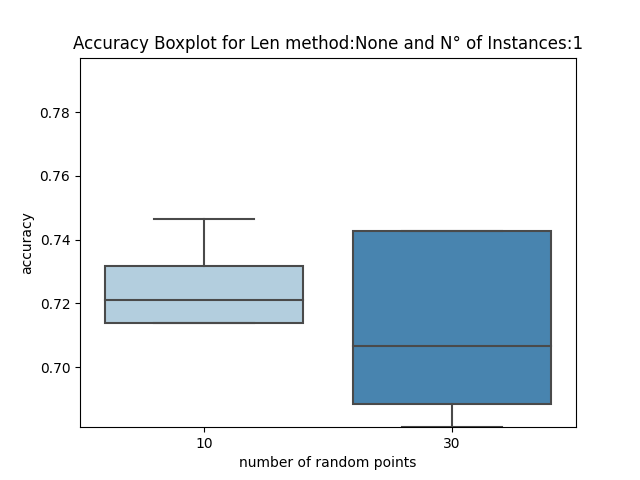 Accuracy Boxplot for Len method:None and N° of Instances:1
accuracy
0.78
0.76
0.74
0.72
0.70
10 30
number of random points